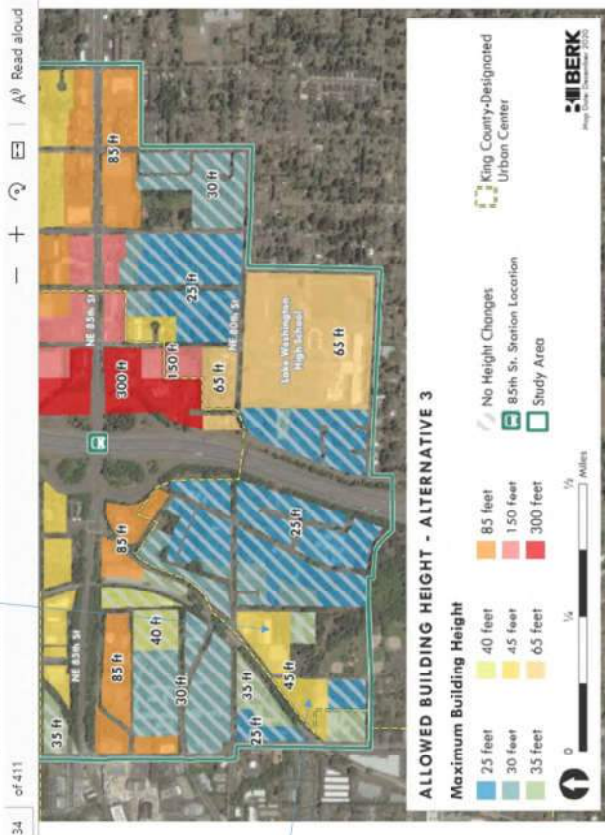 34 of 411
Read aloud
35 ft
NE 85th St
NE 85th St
85 ft
85 ft
300 ft
85 ft
40 ft
30 ft
150 ft
25 ft
30 ft
35 ft
65 ft
NE 80th St
25 ft
45 ft
25 ft
Lake Washington
High School
65 ft
ALLOWED BUILDING HEIGHT - ALTERNATIVE 3
Maximum Building Height
25 feet
30 feet
35 feet
40 feet
45 feet
65 feet
85 feet
150 feet
300 feet
No Height Changes
85th St. Station Location
Study Area
King County-Designated
Urban Center
0 ¼ ½
Miles
BERK
Map Date: December 2020